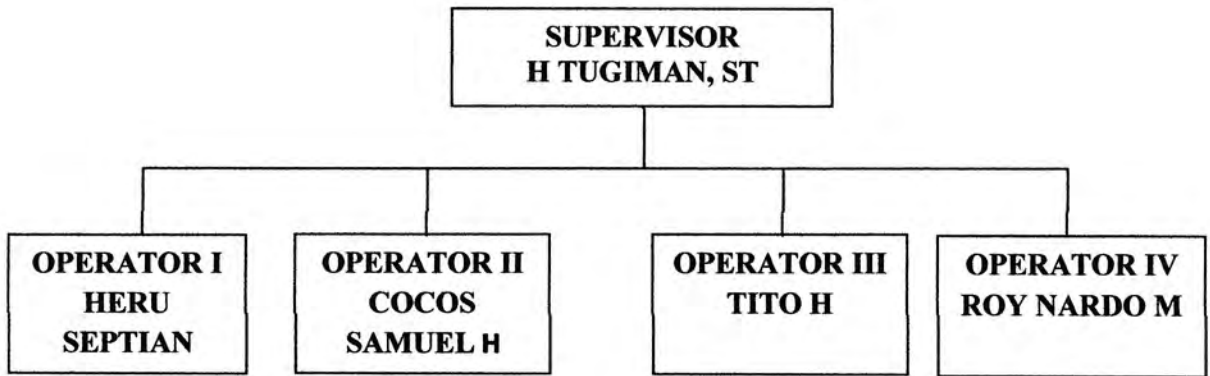 SUPERVISOR
H TUGIMAN, ST
OPERATOR I
HERU
SEPTIAN
OPERATOR II
COCOS
SAMUEL H
OPERATOR III
TITO H
OPERATOR IV
ROY NARDO M